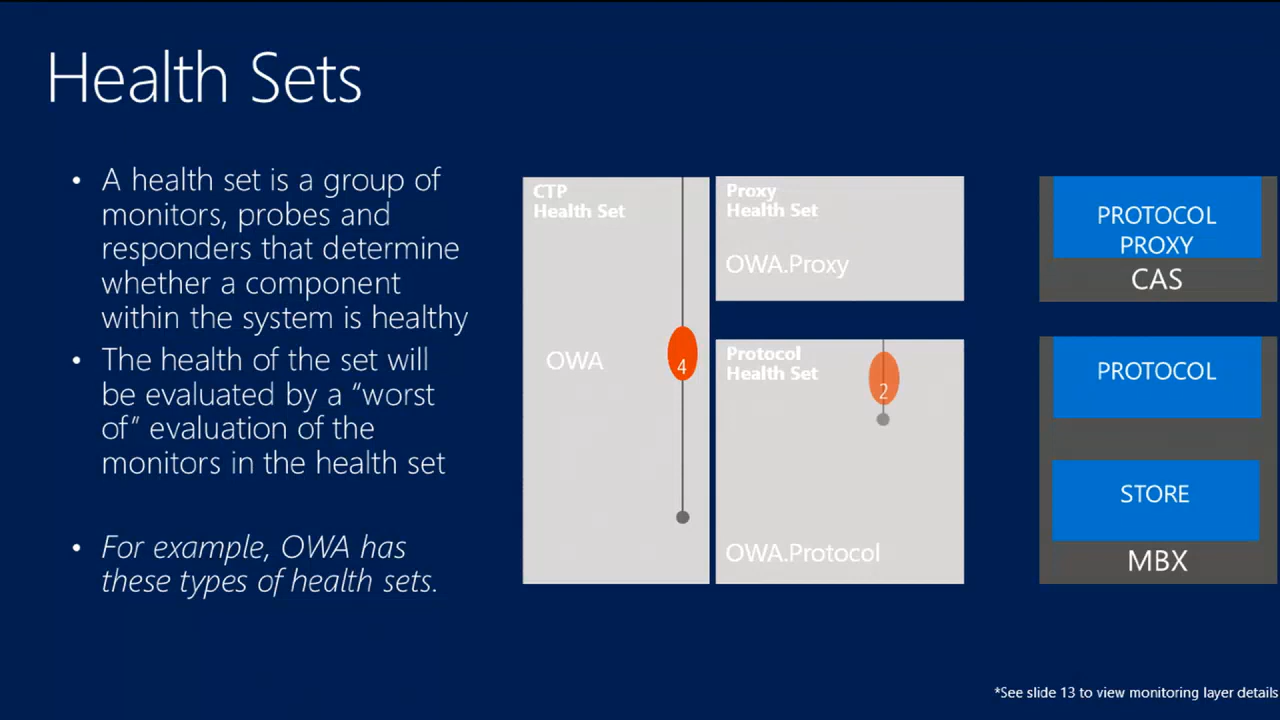 Health Sets
• A health set is a group of
monitors, probes and
responders that determine
whether a component
within the system is healthy
• The health of the set will
be evaluated by a “worst
of” evaluation of the
monitors in the health set
• For example, OWA has
these types of health sets.
CTP
Health Set
OWA
4
Proxy
Health Set
OWA.Proxy
Protocol
Health Set
2
OWA.Protocol
PROTOCOL
PROXY
CAS
PROTOCOL
STORE
MBX
*See slide 13 to view monitoring layer details